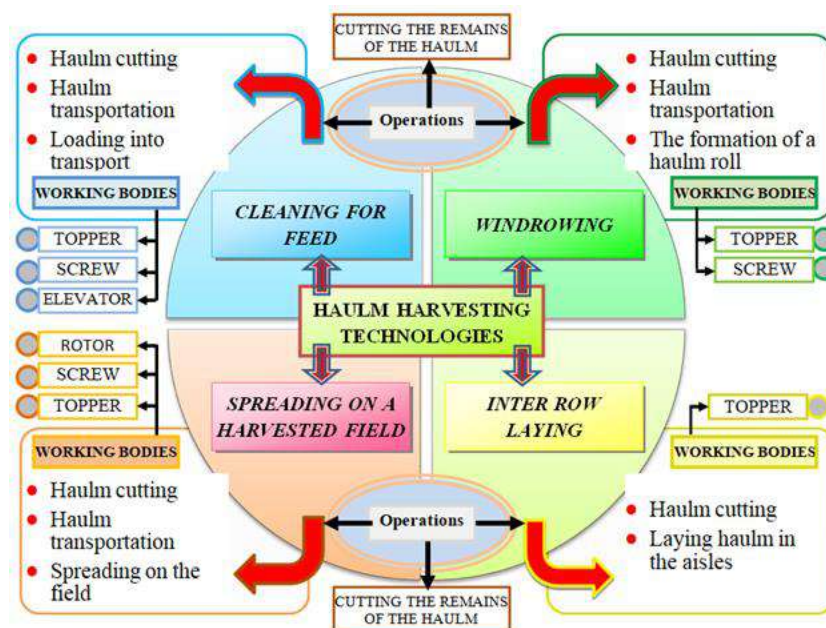 CUTTING THE REMAINS
OF THE HAULM
Haulm cutting
Haulm
transportation
Loading into
transport
WORKING BODIES
TOPPER
SCREW
ELEVATOR
Operations
Haulm cutting
Haulm
transportation
The formation of a
haulm roll
WORKING BODIES
TOPPER
SCREW
CLEANING FOR
FEED
WINDROWING
HAULM HARVESTING
TECHNOLOGIES
SPREADING ON A
HARVESTED FIELD
INTER ROW
LAYING
ROTOR
SCREW
TOPPER
WORKING BODIES
Haulm cutting
Haulm
transportation
Spreading on the
field
Operations
TOPPER
WORKING BODIES
Haulm cutting
Laying haulm in
the aisles
CUTTING THE REMAINS
OF THE HAULM